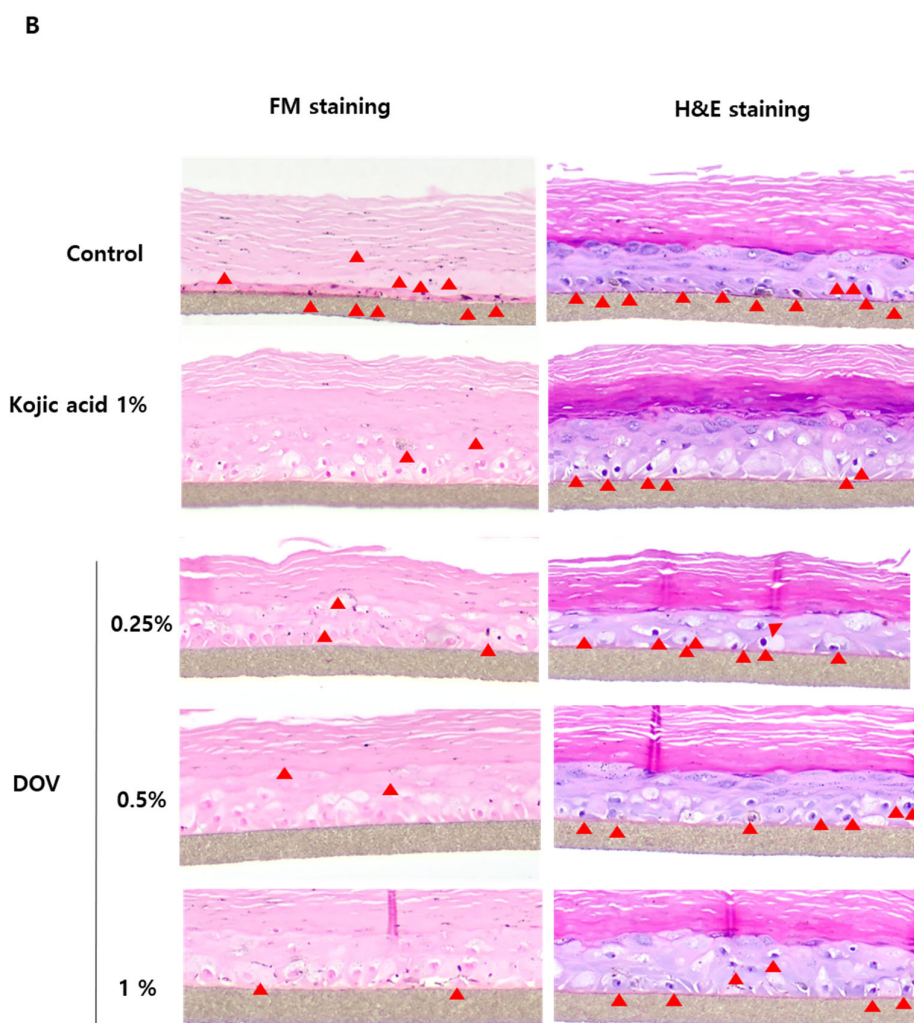 B
FM staining
H&E staining
Control
Kojic acid 1%
0.25%
DOV
0.5%
1 %